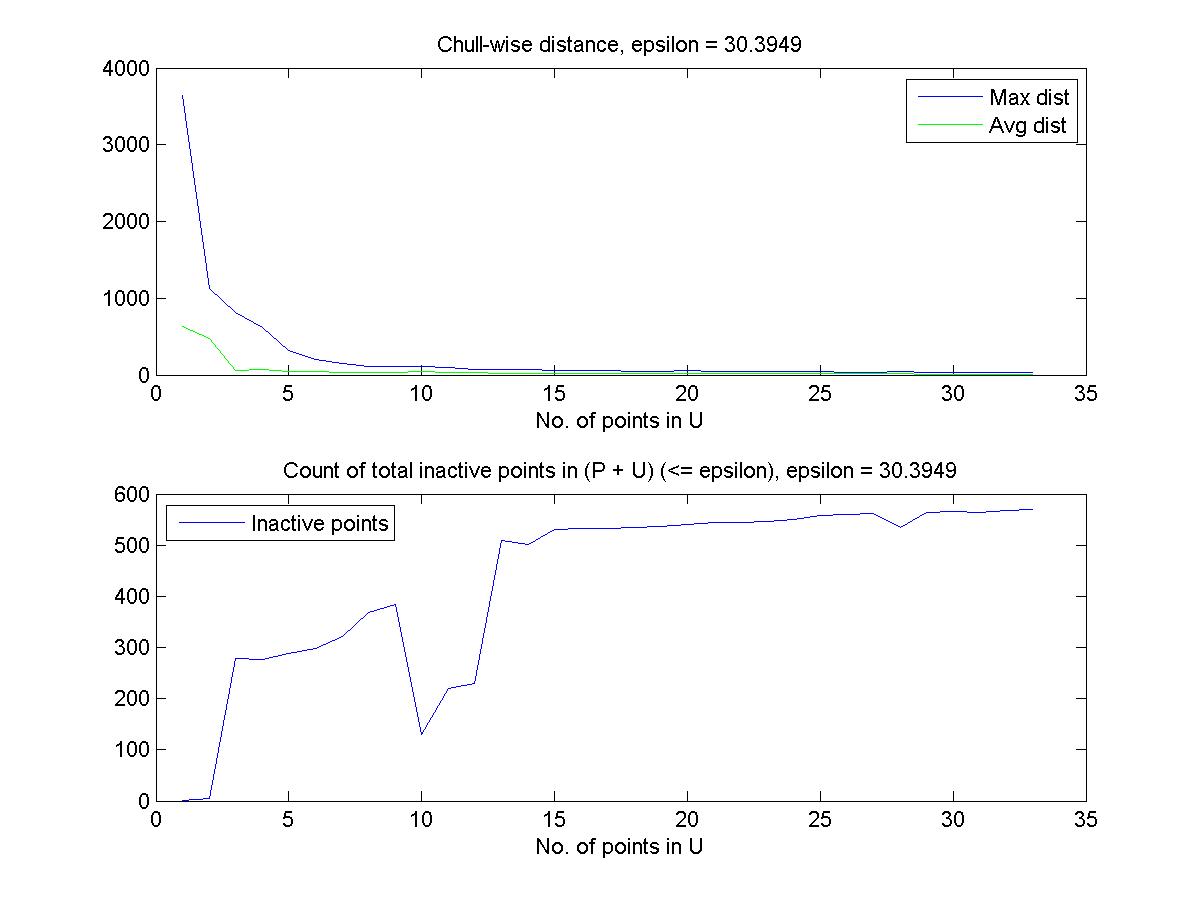 Chull-wise distance, epsilon = 30.3949
4000
3000
2000
1000
0
Max dist
Avg dist
0 5 10 15 20 25 30 35
No. of points in U
Count of total inactive points in (P + U) (<= epsilon), epsilon = 30.3949
600
500
400
300
200
100
0
Inactive points
0 5 10 15 20 25 30 35
No. of points in U